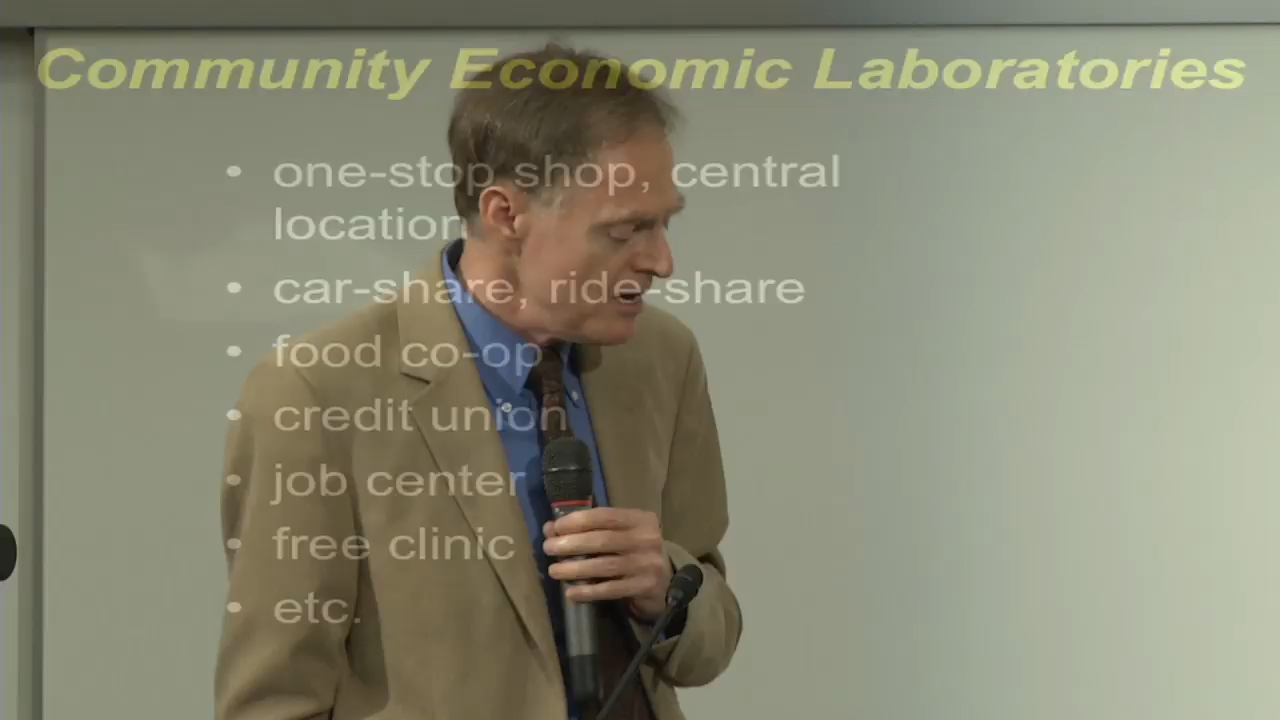 Community Economic Laboratories
• one-stop shop, central
location
• car-share, ride-share
• food co-op
• credit union
• job center
• free clinic
• etc.